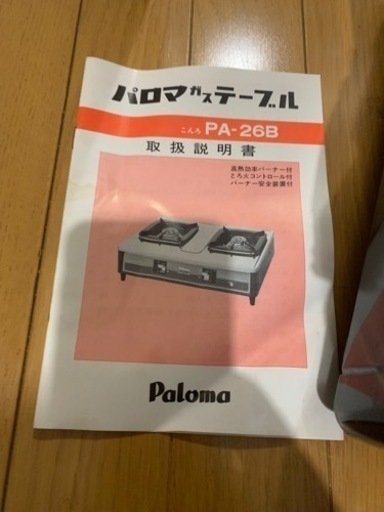 パロマガステーブル
こんろ PA-26B
取扱説明書
高熱効率バーナー付
とろ火コントロール付
バーナー安全装置付
Paloma